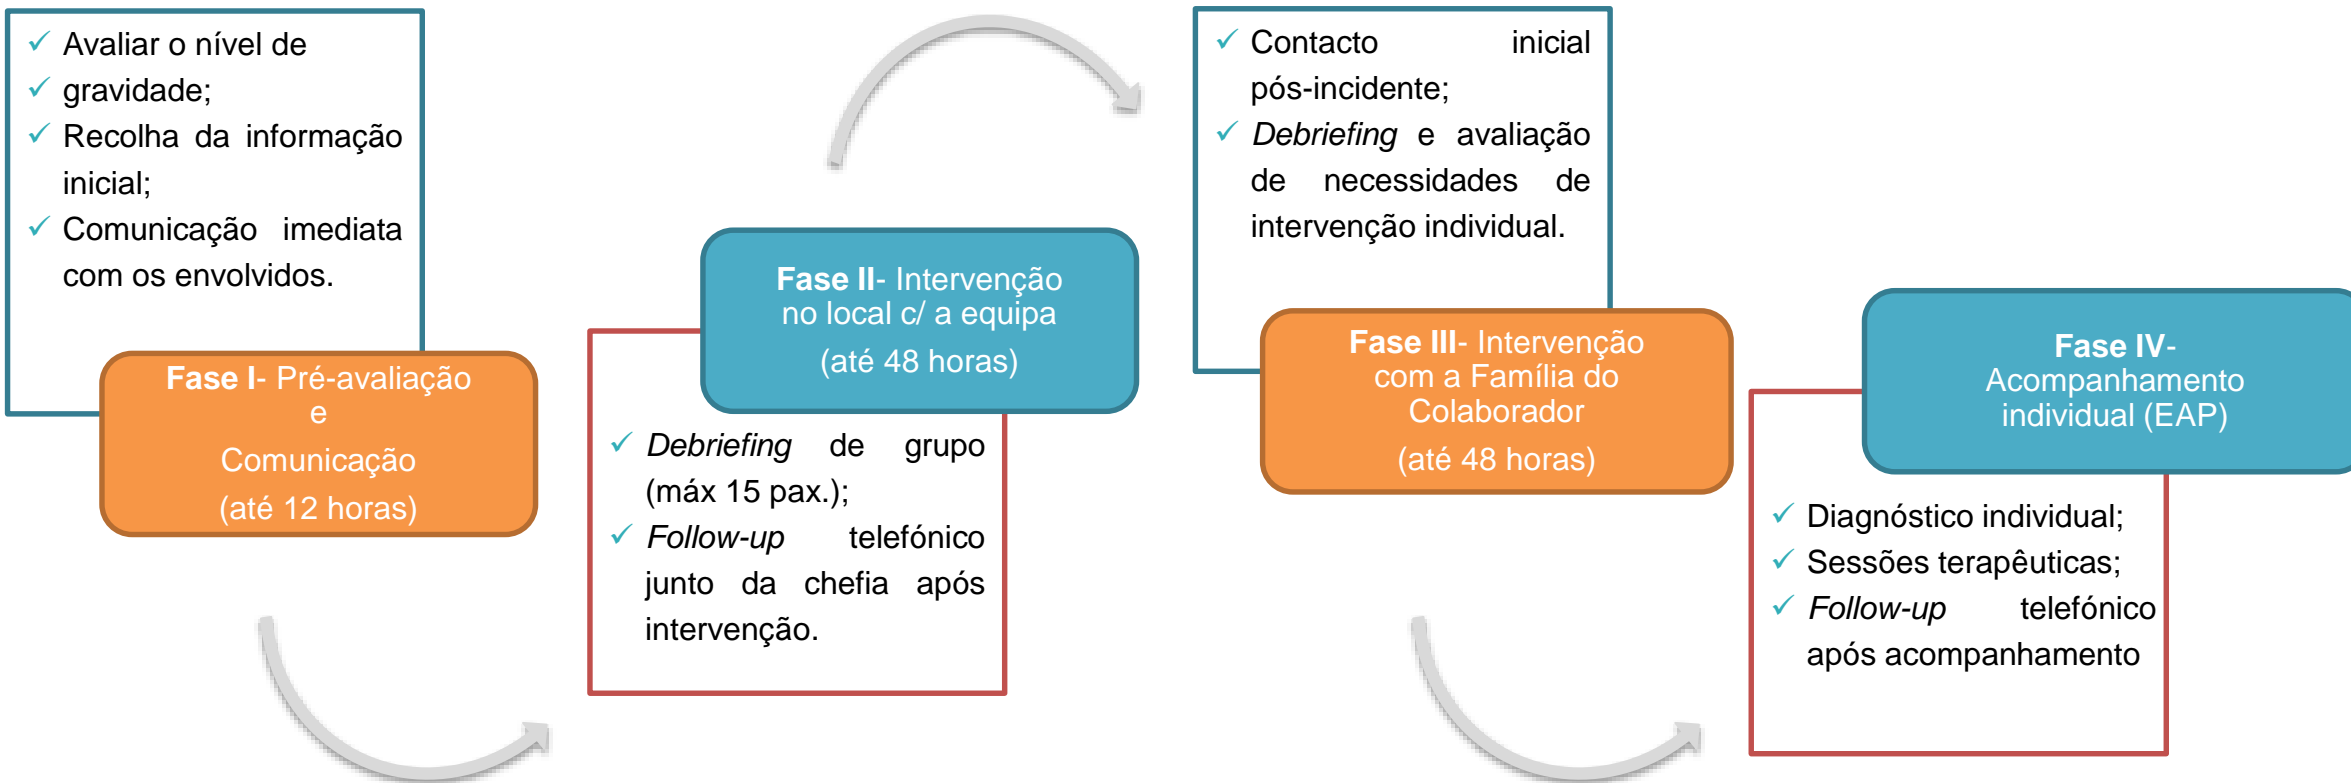 ✓ Avaliar o nível de
✓ gravidade;
✓ Recolha da informação
inicial;
✓ Comunicação imediata
com os envolvidos.
Fase I- Pré-avaliação
e
Comunicação
(até 12 horas)
Fase II- Intervenção
no local c/ a equipa
(até 48 horas)
✓ Debriefing de grupo
(máx 15 pax.);
✓ Follow-up telefónico
junto da chefia após
intervenção.
✓ Contacto inicial
pós-incidente;
✓ Debriefing e avaliação
de necessidades de
intervenção individual.
Fase III- Intervenção
com a Família do
Colaborador
(até 48 horas)
Fase IV-
Acompanhamento
individual (EAP)
✓ Diagnóstico individual;
✓ Sessões terapêuticas;
✓ Follow-up telefónico
após acompanhamento